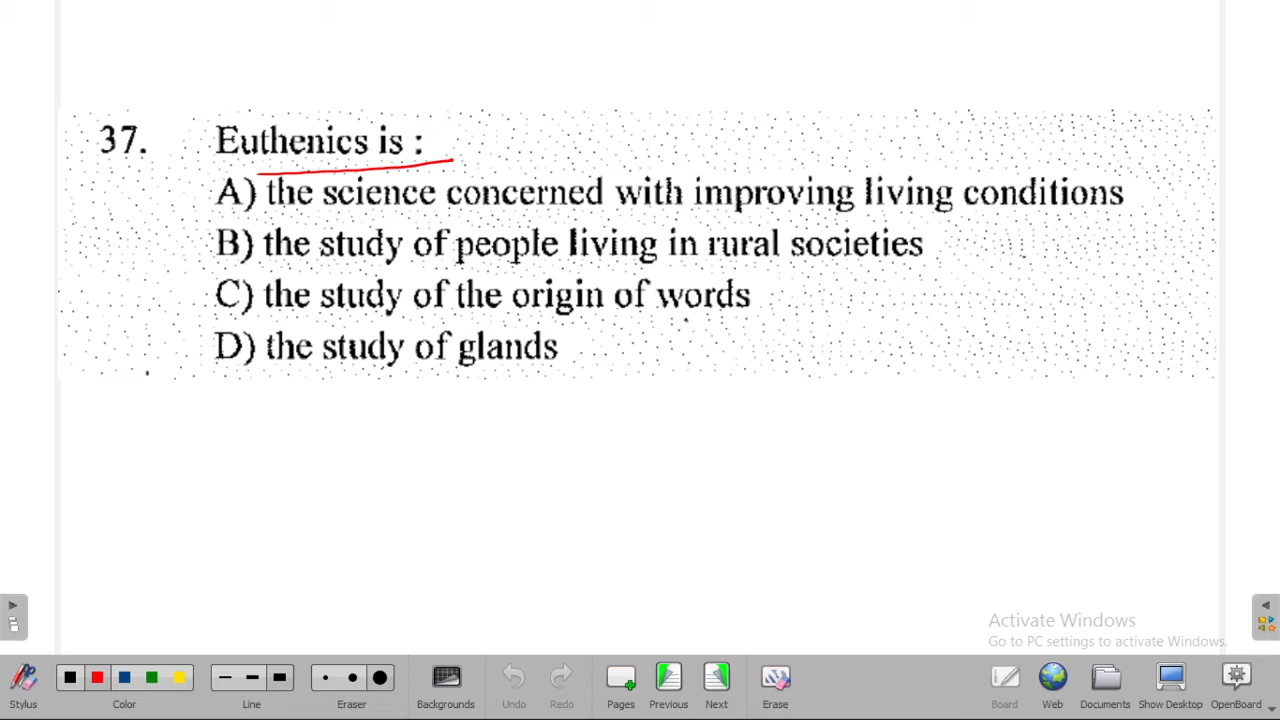 37. Euthenics is :
A) the science concerned with improving living conditions
B) the study of people living in rural societies
C) the study of the origin of words
D) the study of glands
Activate Windows
Go to PC settings to activate Windows.
Stylus Color Line Eraser Backgrounds Undo Redo Pages Previous Next Erase Board Web Documents Show Desktop OpenBoard